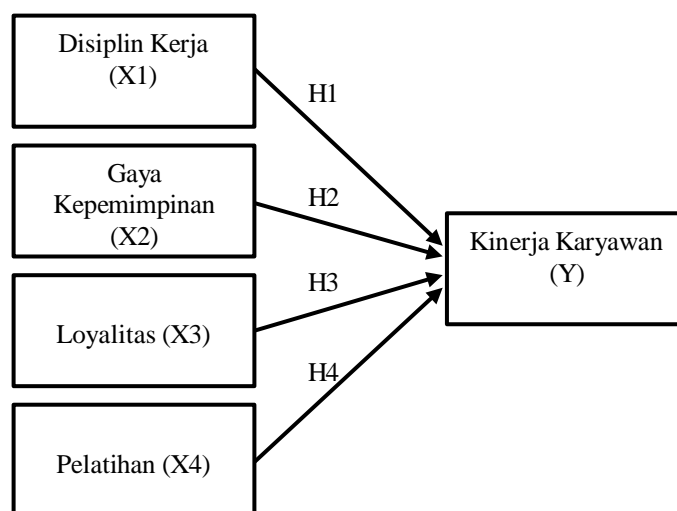 Disiplin Kerja
(X1)
H1
Gaya
Kepemimpinan
(X2)
H2
Kinerja Karyawan
(Y)
H3
Loyalitas (X3)
H4
Pelatihan (X4)